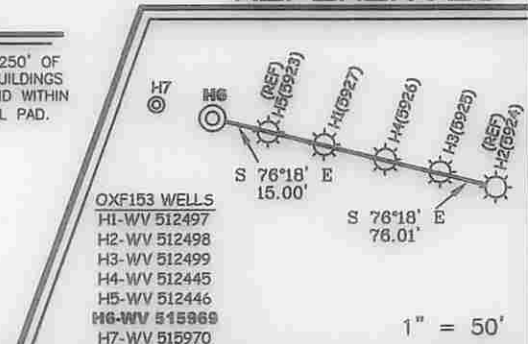 250' OF
UILDINGS
D WITHIN
L PAD.
H7
H6
(REF)
H5(5923)
H1(5927)
H4(5926)
H3(5925)
(REF)
H2(5924)
S 76°18' E
15.00'
S 76°18' E
76.01'
OXF153 WELLS
H1-WV 512497
H2-WV 512498
H3-WV 512499
H4-WV 512445
H5-WV 512446
H6-WV 515969
H7-WV 515970
1" = 50'